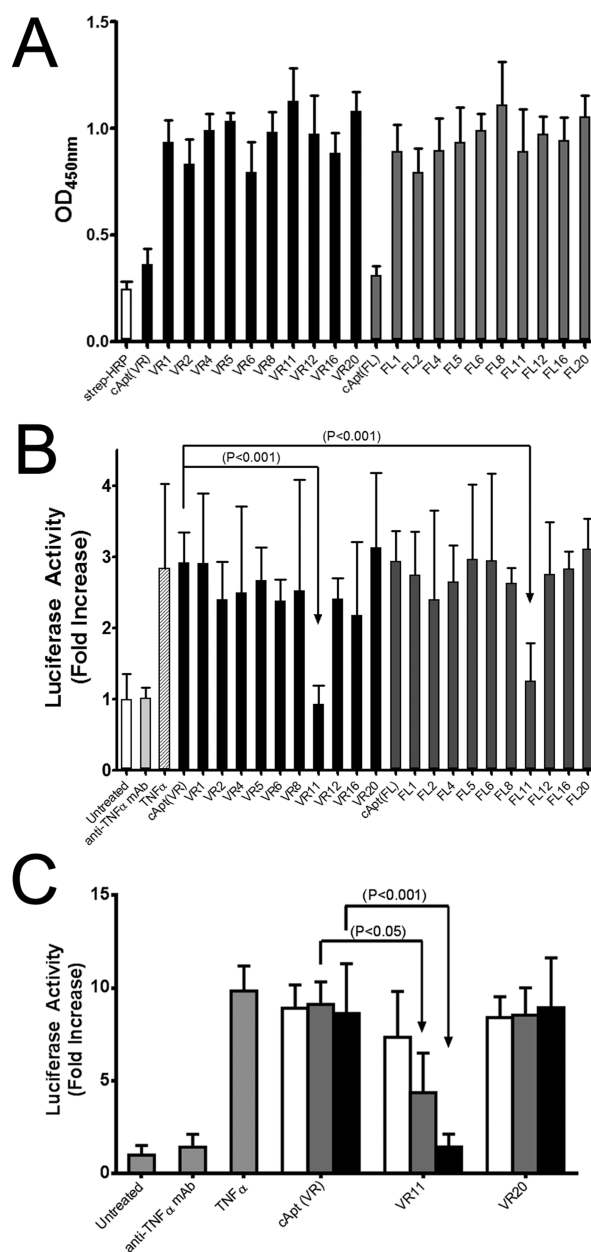 A
1.5
1.0
0.5
0.0
OD450nm
strep-HRP
cApt(VR)
VR1
VR2
VR4
VR5
VR6
VR8
VR11
VR12
VR16
VR20
cApt(FL)
FL1
FL2
FL4
FL5
FL6
FL8
FL11
FL12
FL16
FL20
B
(P<0.001)
(P<0.001)
4
3
2
1
0
Luciferase Activity
(Fold Increase)
Untreated
anti-TNFα mAb
TNFα
cApt(VR)
VR1
VR2
VR4
VR5
VR6
VR8
VR11
VR12
VR16
VR20
cApt(FL)
FL1
FL2
FL4
FL5
FL6
FL8
FL11
FL12
FL16
FL20
C
15
10
5
0
(P<0.001)
(P<0.05)
Luciferase Activity
(Fold Increase)
Untreated
anti-TNFα mAb
TNFα
cApt (VR)
VR11
VR20